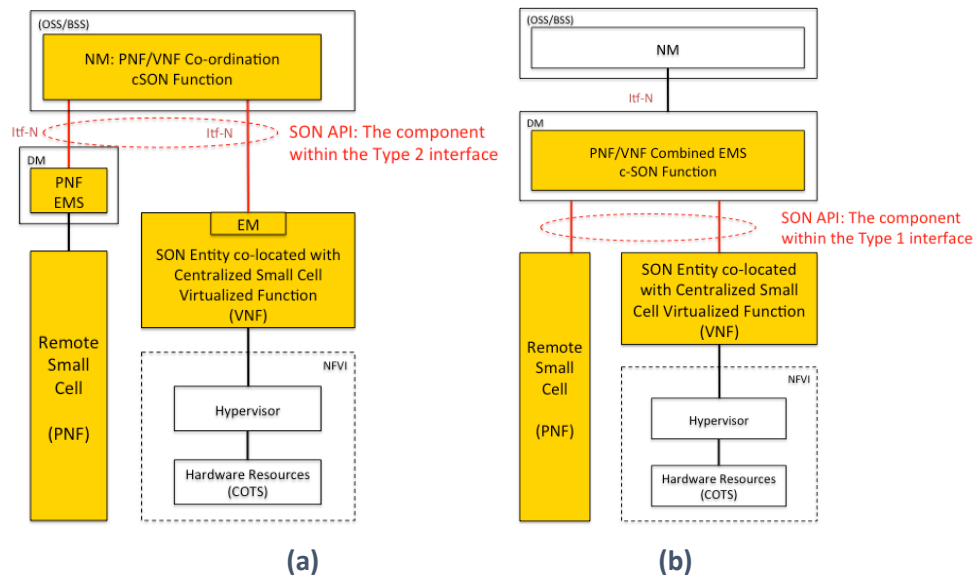 (OSS/BSS)
NM: PNF/VNF Co-ordination
cSON Function
Itf-N
Itf-N
SON API: The component
within the Type 2 interface
DM
PNF
EMS
EM
SON Entity co-located with
Centralized Small Cell
Virtualized Function
(VNF)
Remote
Small
Cell
(PNF)
NFVI
Hypervisor
Hardware Resources
(COTS)
(a)
(OSS/BSS)
NM
Itf-N
DM
PNF/VNF Combined EMS
c-SON Function
SON API: The component
within the Type 1 interface
SON Entity co-located
with Centralized Small
Cell Virtualized Function
(VNF)
Remote
Small
Cell
(PNF)
NFVI
Hypervisor
Hardware Resources
(COTS)
(b)